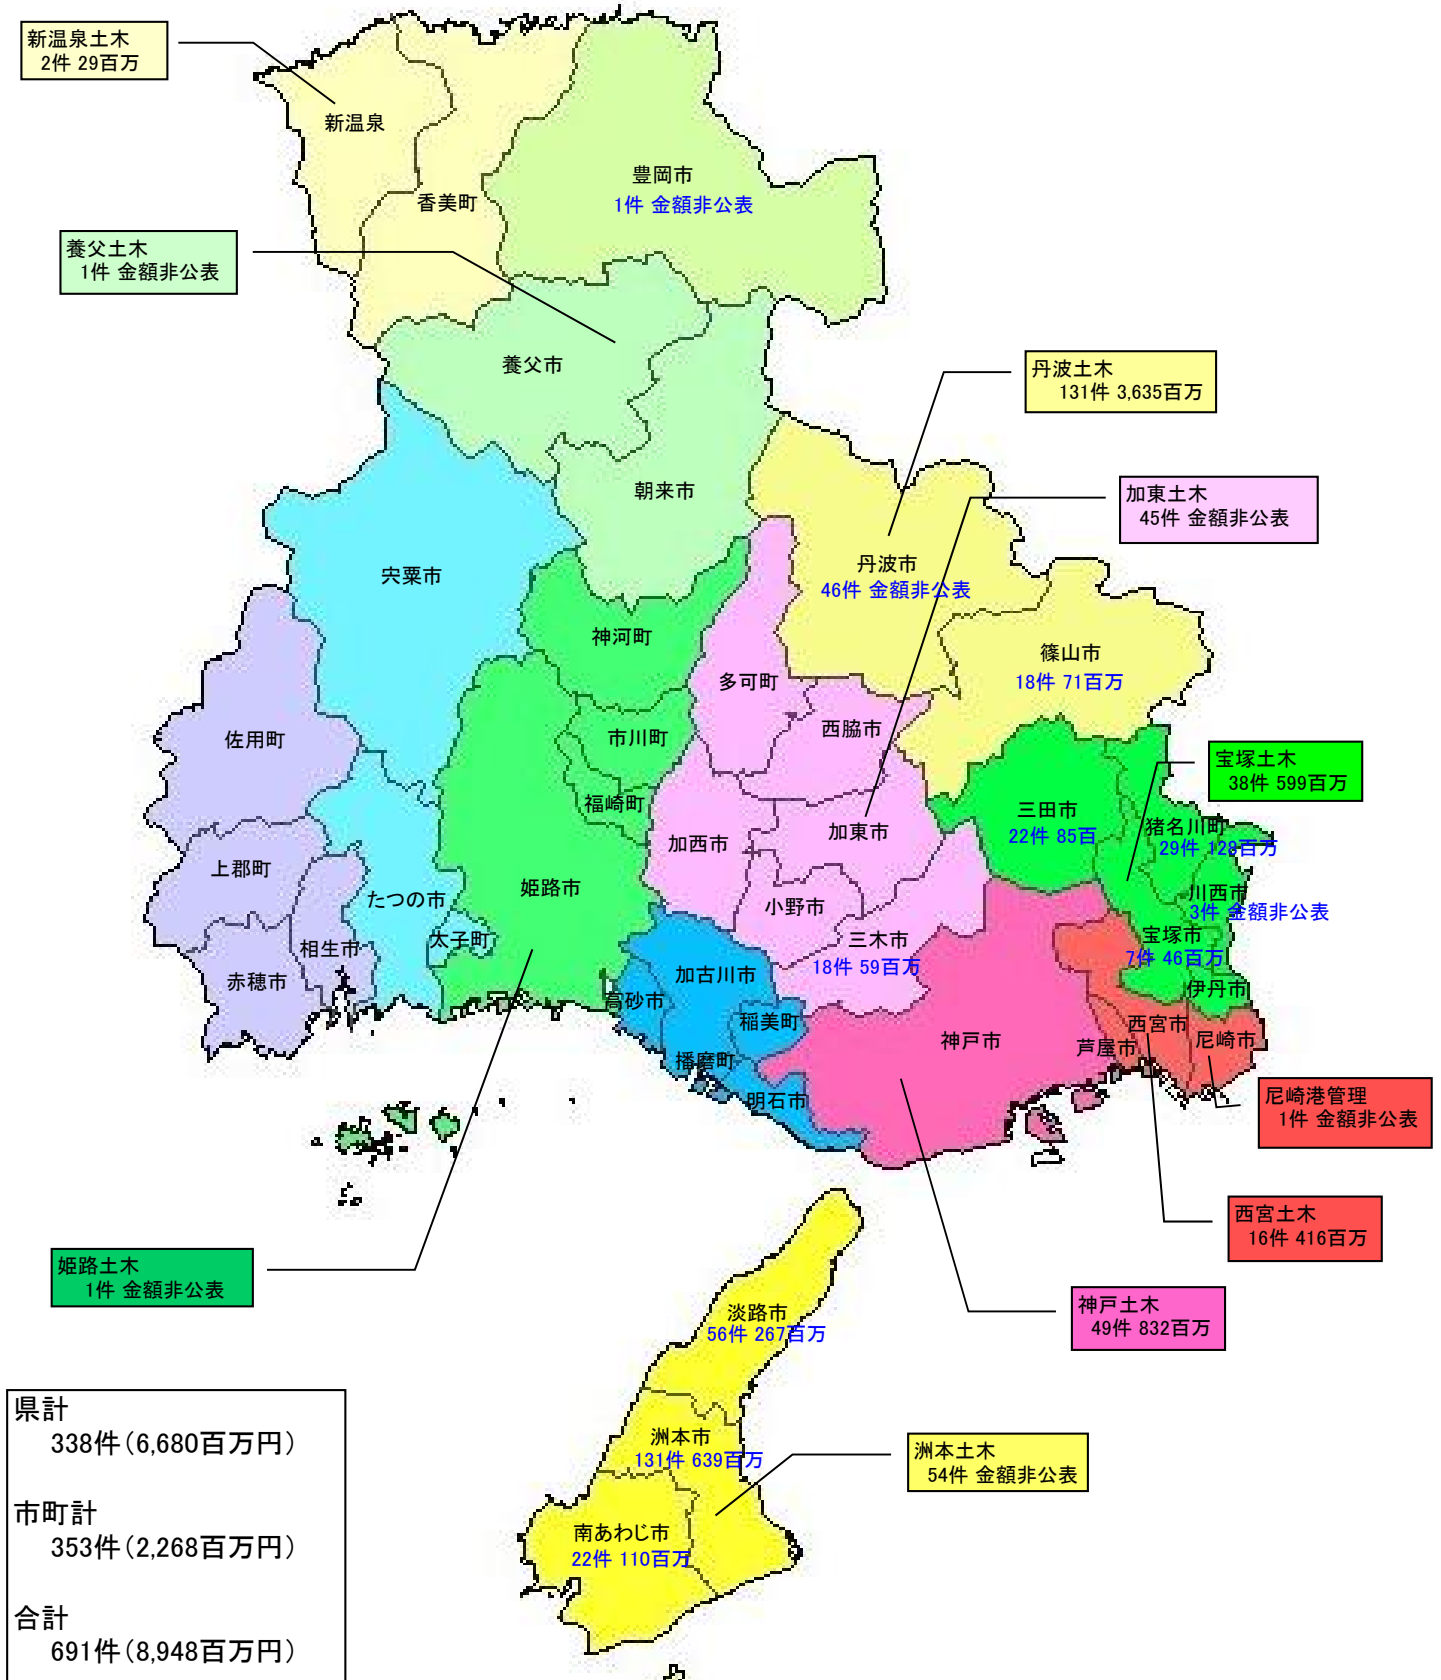 新温泉土木
2件 29百万
新温泉
香美町
豊岡市
1件 金額非公表
養父土木
1件 金額非公表
養父市
丹波土木
131件 3,635百万
朝来市
加東土木
45件 金額非公表
丹波市
46件 金額非公表
宍粟市
神河町
篠山市
18件 71百万
多可町
西脇市
佐用町
市川町
宝塚土木
38件 599百万
福崎町
三田市
22件 85百
猪名川町
29件 128百万
加西市
加東市
上郡町
姫路市
たつの市
川西市
3件 金額非公表
小野市
太子町
相生市
三木市
18件 59百万
宝塚市
7件 46百万
赤穂市
加古川市
高砂市
伊丹市
稲美町
神戸市
西宮市
尼崎市
芦屋市
播磨町
明石市
尼崎港管理
1件 金額非公表
西宮土木
16件 416百万
姫路土木
1件 金額非公表
神戸土木
49件 832百万
淡路市
56件 267百万
洲本市
131件 639百万
洲本土木
54件 金額非公表
南あわじ市
22件 110百万
県計
338件(6,680百万円)
市町計
353件(2,268百万円)
合計
691件(8,948百万円)